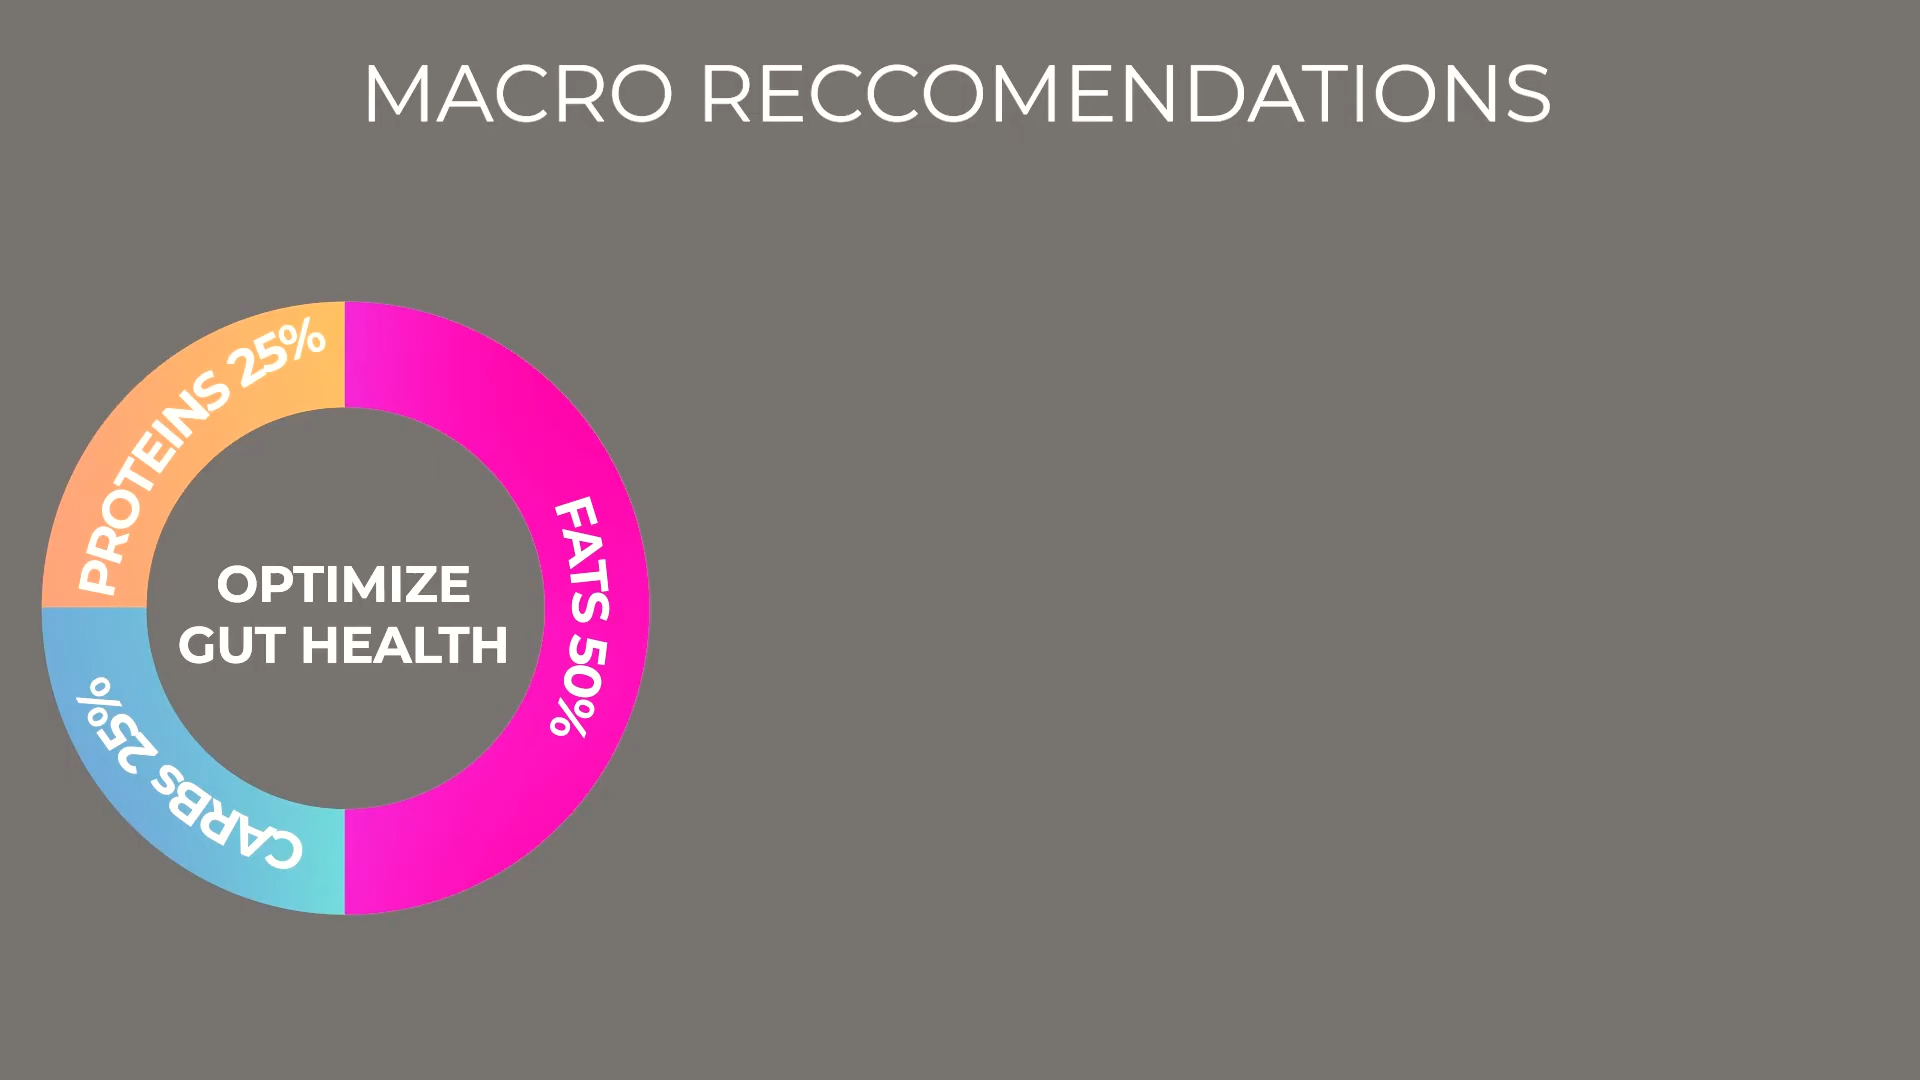 MACRO RECCOMENDATIONS
PROTEINS 25%
FATS 50%
CARBs 25%
OPTIMIZE
GUT HEALTH